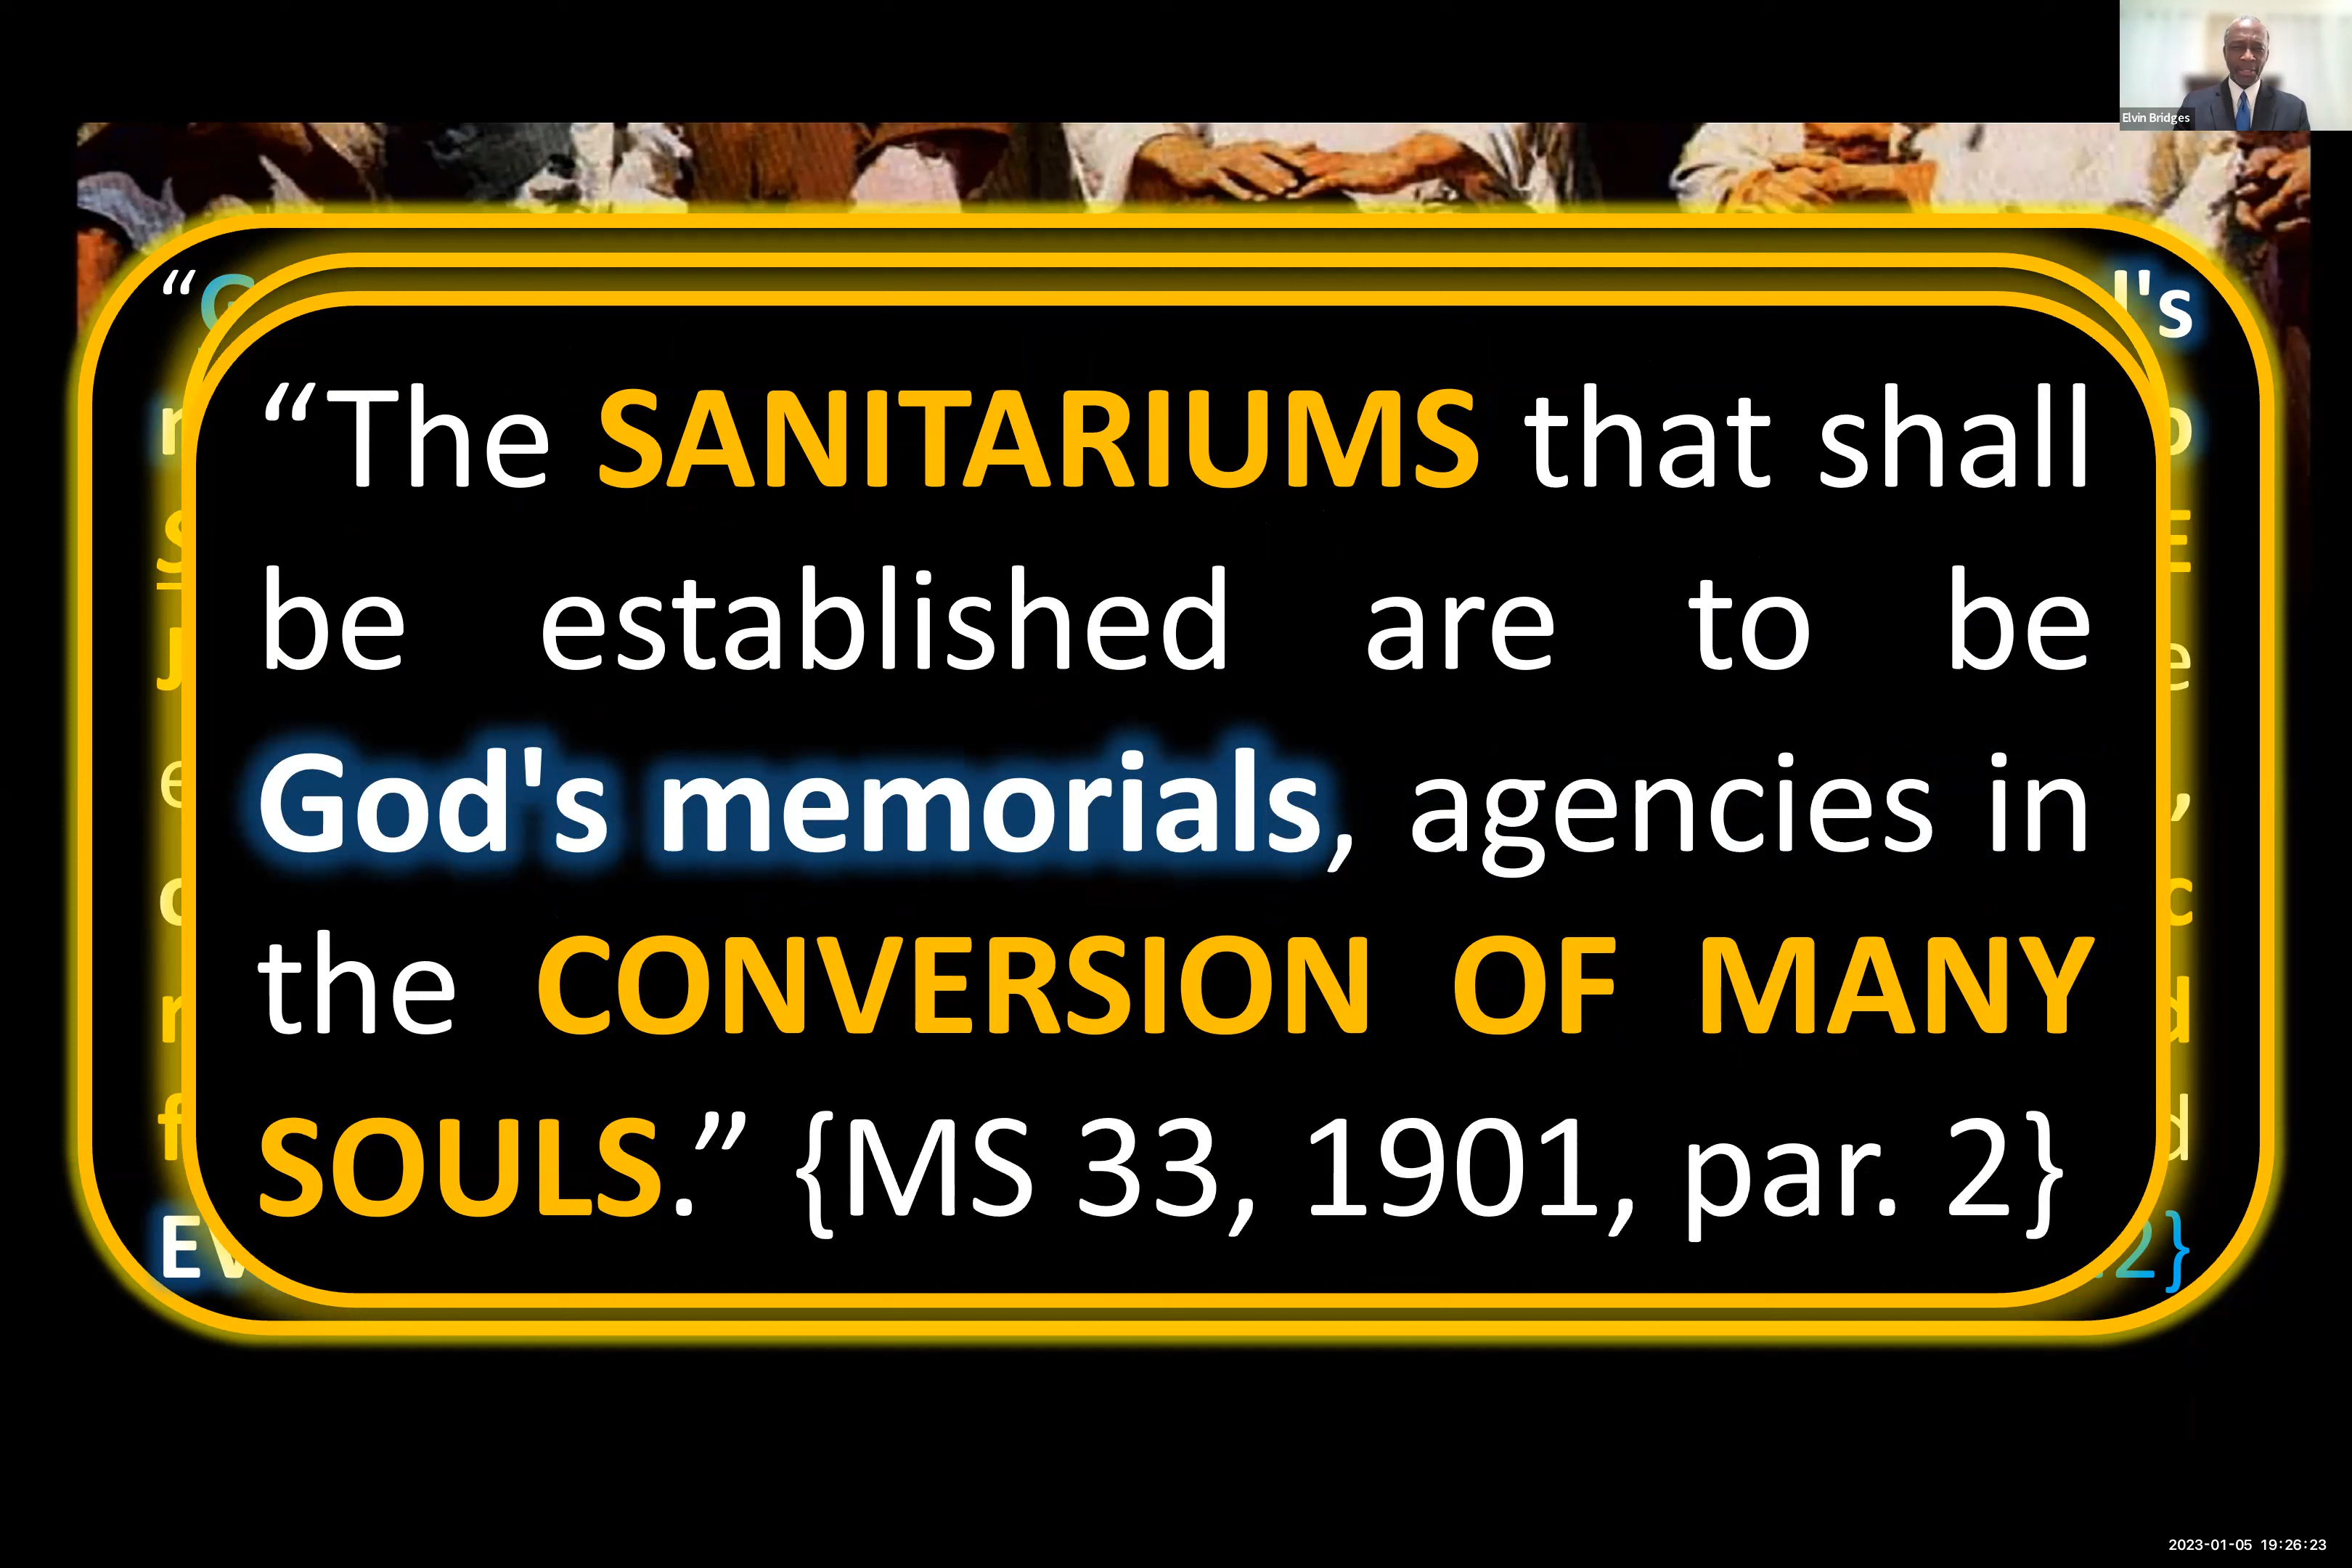 Elvin Bridges
“The SANITARIUMS that shall
be established are to be
God's memorials, agencies in
the CONVERSION OF MANY
SOULS.” {MS 33, 1901, par. 2}
2023-01-05 19:26:23